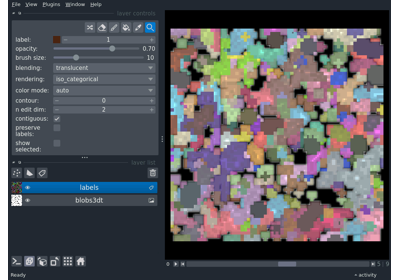 File View Plugins Window Help
layer controls
label: 1
opacity: 0.70
brush size: 10
blending: translucent
rendering: iso_categorical
color mode: auto
contour: 0
n edit dim: 2
contiguous:
preserve
labels:
show
selected:
layer list
labels
blobs3dt
Ready
activity